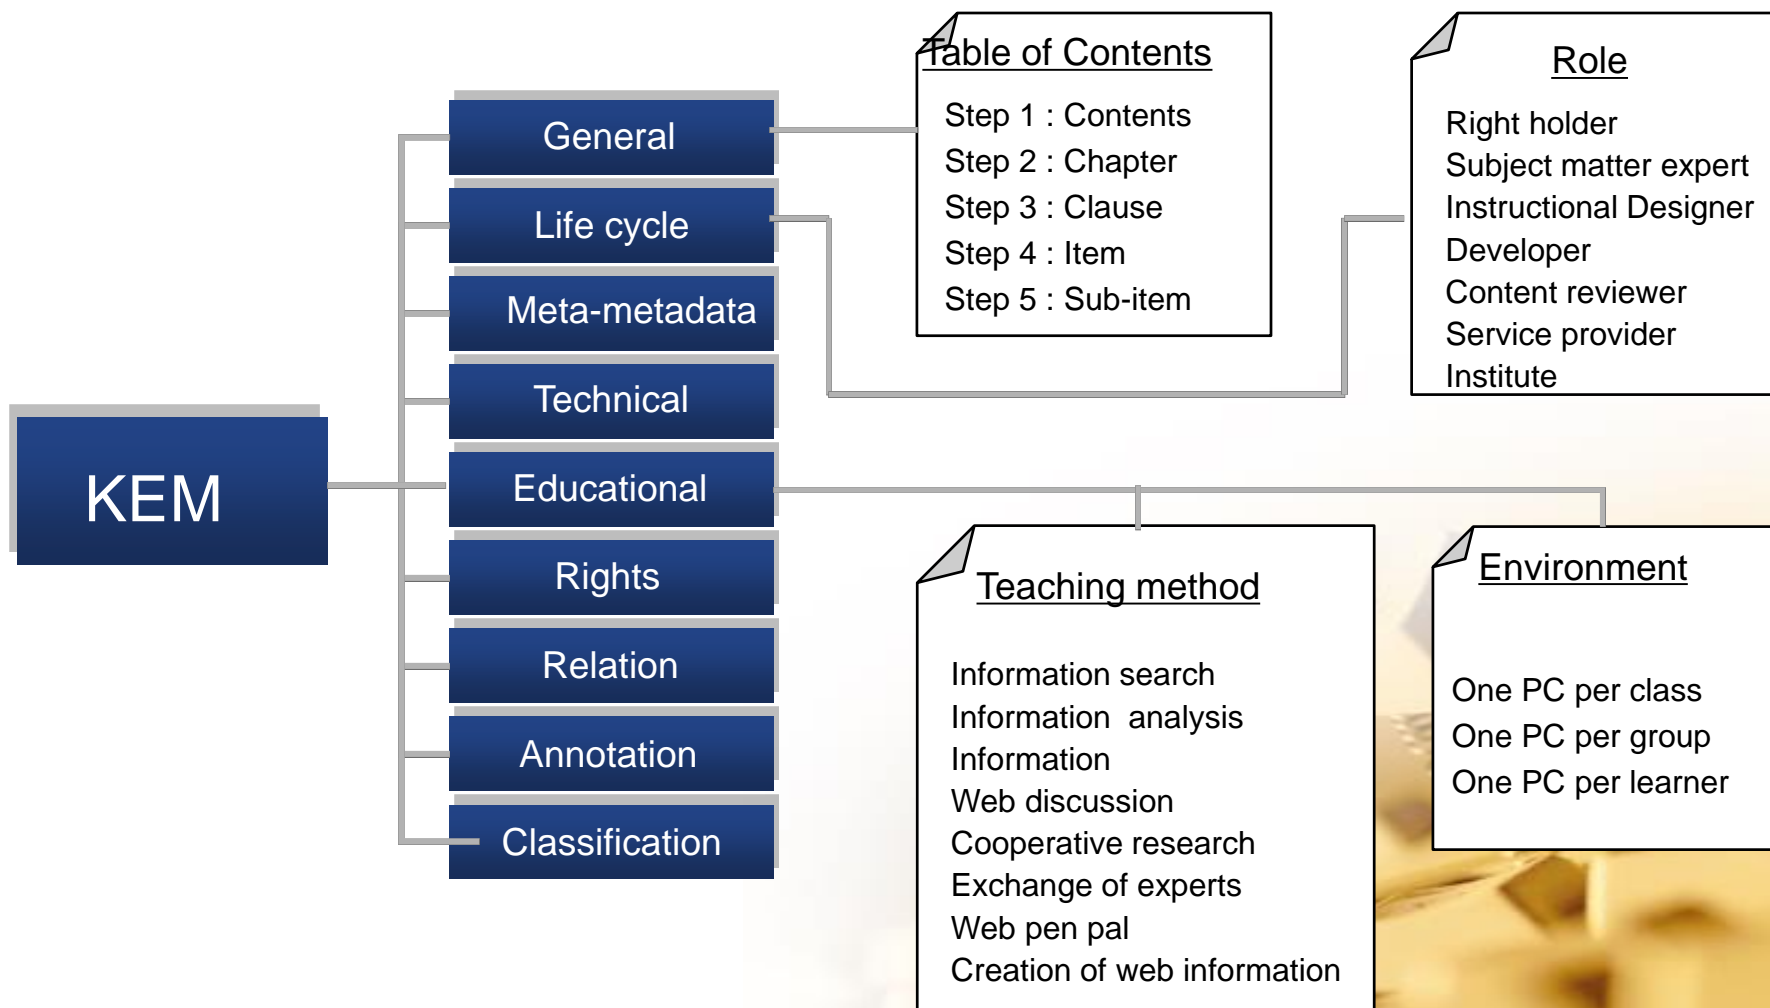 KEM
General
Life cycle
Meta-metadata
Technical
Educational
Rights
Relation
Annotation
Classification
Table of Contents
Step 1 : Contents
Step 2 : Chapter
Step 3 : Clause
Step 4 : Item
Step 5 : Sub-item
Role
Right holder
Subject matter expert
Instructional Designer
Developer
Content reviewer
Service provider
Institute
Teaching method
Information search
Information  analysis
Information
Web discussion
Cooperative research
Exchange of experts
Web pen pal
Creation of web information
Environment
One PC per class
One PC per group
One PC per learner